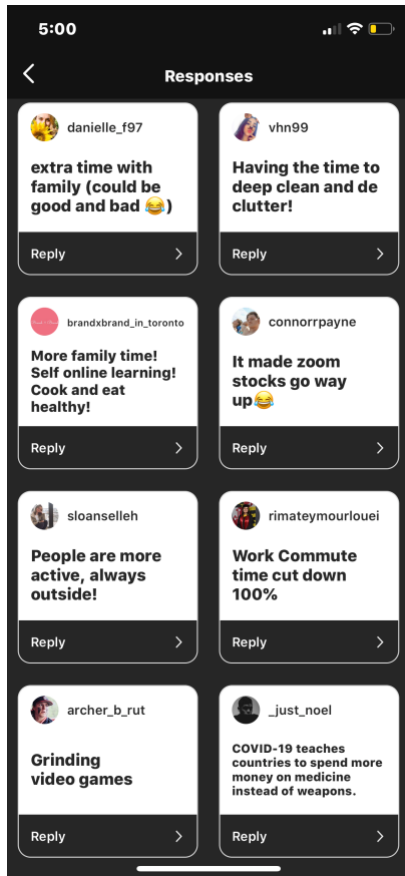 5:00
Responses
danielle_f97
extra time with
family (could be
good and bad 😂)
Reply
vhn99
Having the time to
deep clean and de
clutter!
Reply
brandxbrand_in_toronto
More family time!
Self online learning!
Cook and eat
healthy!
Reply
connorrpayne
It made zoom
stocks go way
up😂
Reply
sloanselleh
People are more
active, always
outside!
Reply
rimateymourlouei
Work Commute
time cut down
100%
Reply
archer_b_rut
Grinding
video games
Reply
_just_noel
COVID-19 teaches
countries to spend more
money on medicine
instead of weapons.
Reply